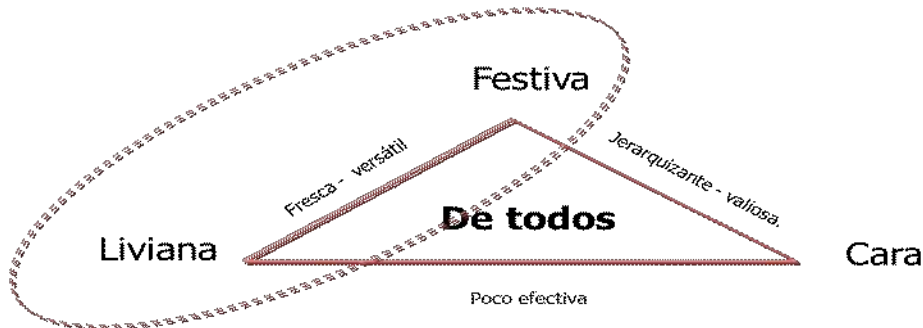 Festiva
Fresca - versátil
Jerarquizante - valiosa.
De todos
Liviana
Cara
Poco efectiva